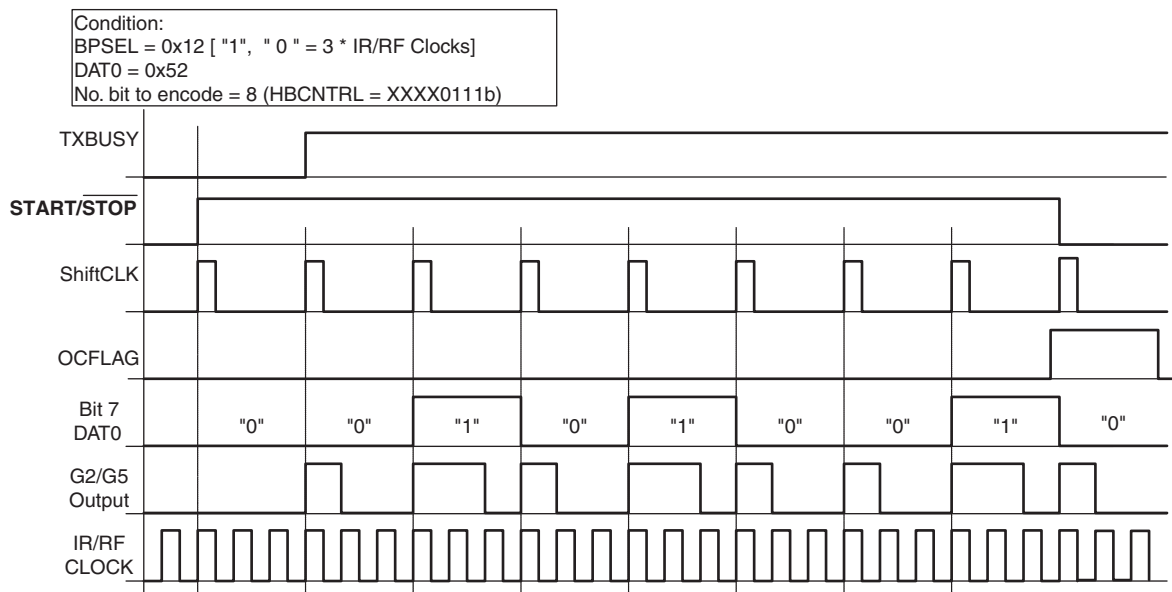 Condition:
BPSEL = 0x12 [ "1", " 0 " = 3 * IR/RF Clocks]
DAT0 = 0x52
No. bit to encode = 8 (HBCNTRL = XXXX0111b)
TXBUSY
START/STOP
ShiftCLK
OCFLAG
Bit 7
DAT0
"0" "0" "1" "0" "1" "0" "0" "1" "0"
G2/G5
Output
IR/RF
CLOCK